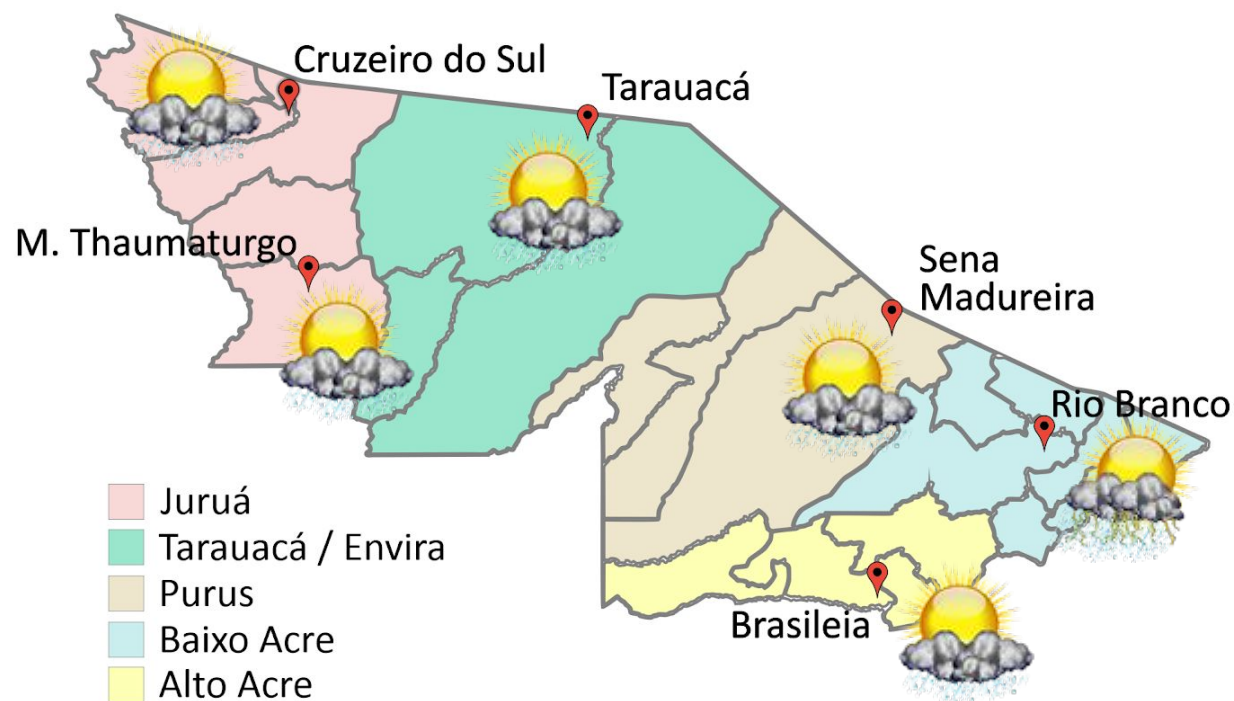 Cruzeiro do Sul
Tarauacá
M. Thaumaturgo
Sena
Madureira
Rio Branco
Brasileia
Juruá
Tarauacá / Envira
Purus
Baixo Acre
Alto Acre